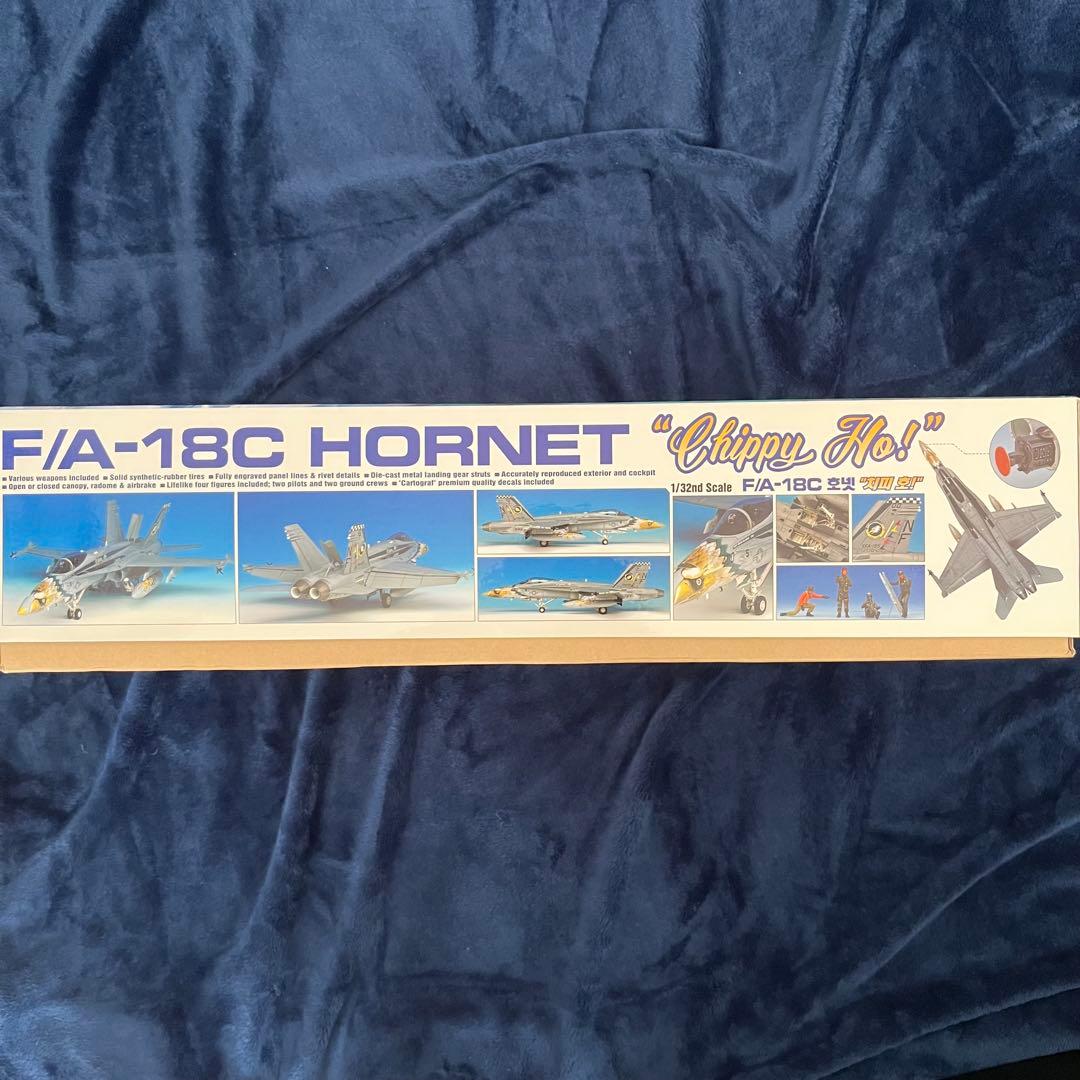 F/A-18C HORNET "Chippy Ho!"
■ Various weapons included ■ Solid synthetic-rubber tires ■ Fully engraved panel lines & rivet details ■ Die-cast metal landing gear struts ■ Accurately reproduced exterior and cockpit
■ Open or closed canopy, radome & airbrake ■ Lifelike four figures included; two pilots and two ground crews ■ "Cartograf" premium quality decals included
1/32nd Scale F/A-18C 호넷 "치피 호!"
NF